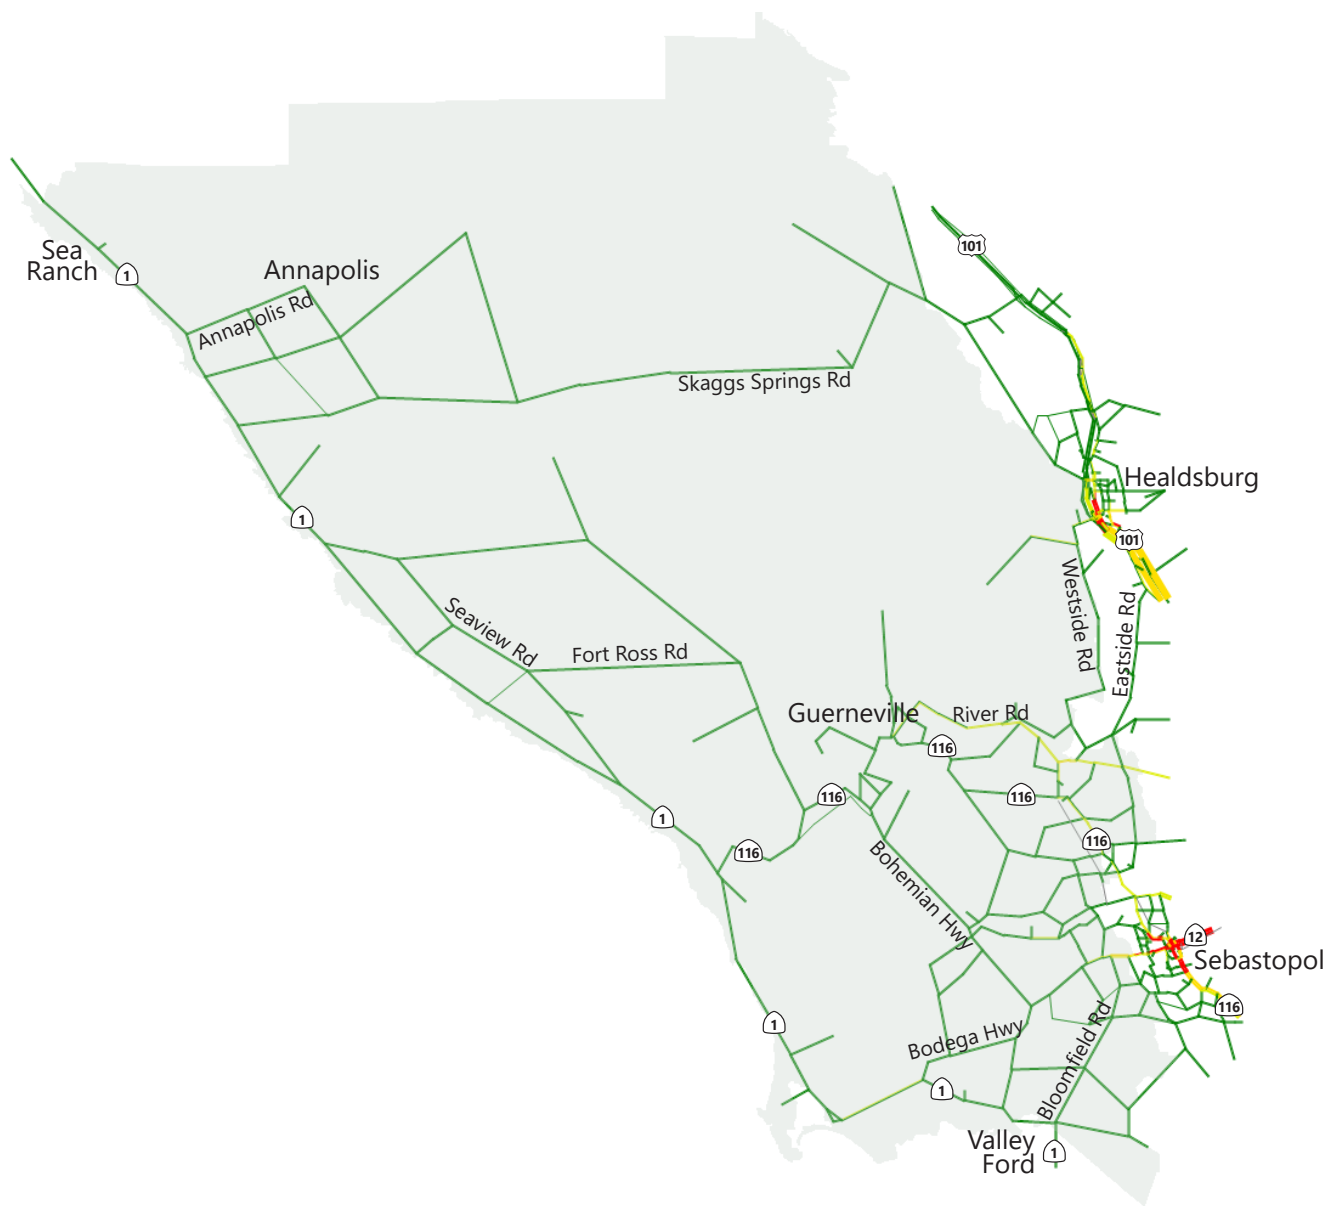 101
Sea
Ranch
1
Annapolis
Annapolis Rd
Skaggs Springs Rd
Healdsburg
1
101
Westside Rd
Eastside Rd
Seaview Rd
Fort Ross Rd
Guerneville
River Rd
116
116
116
1
116
116
Bohemian Hwy
12
Sebastopol
116
1
Bodega Hwy
Bloomfield Rd
1
Valley
Ford
1